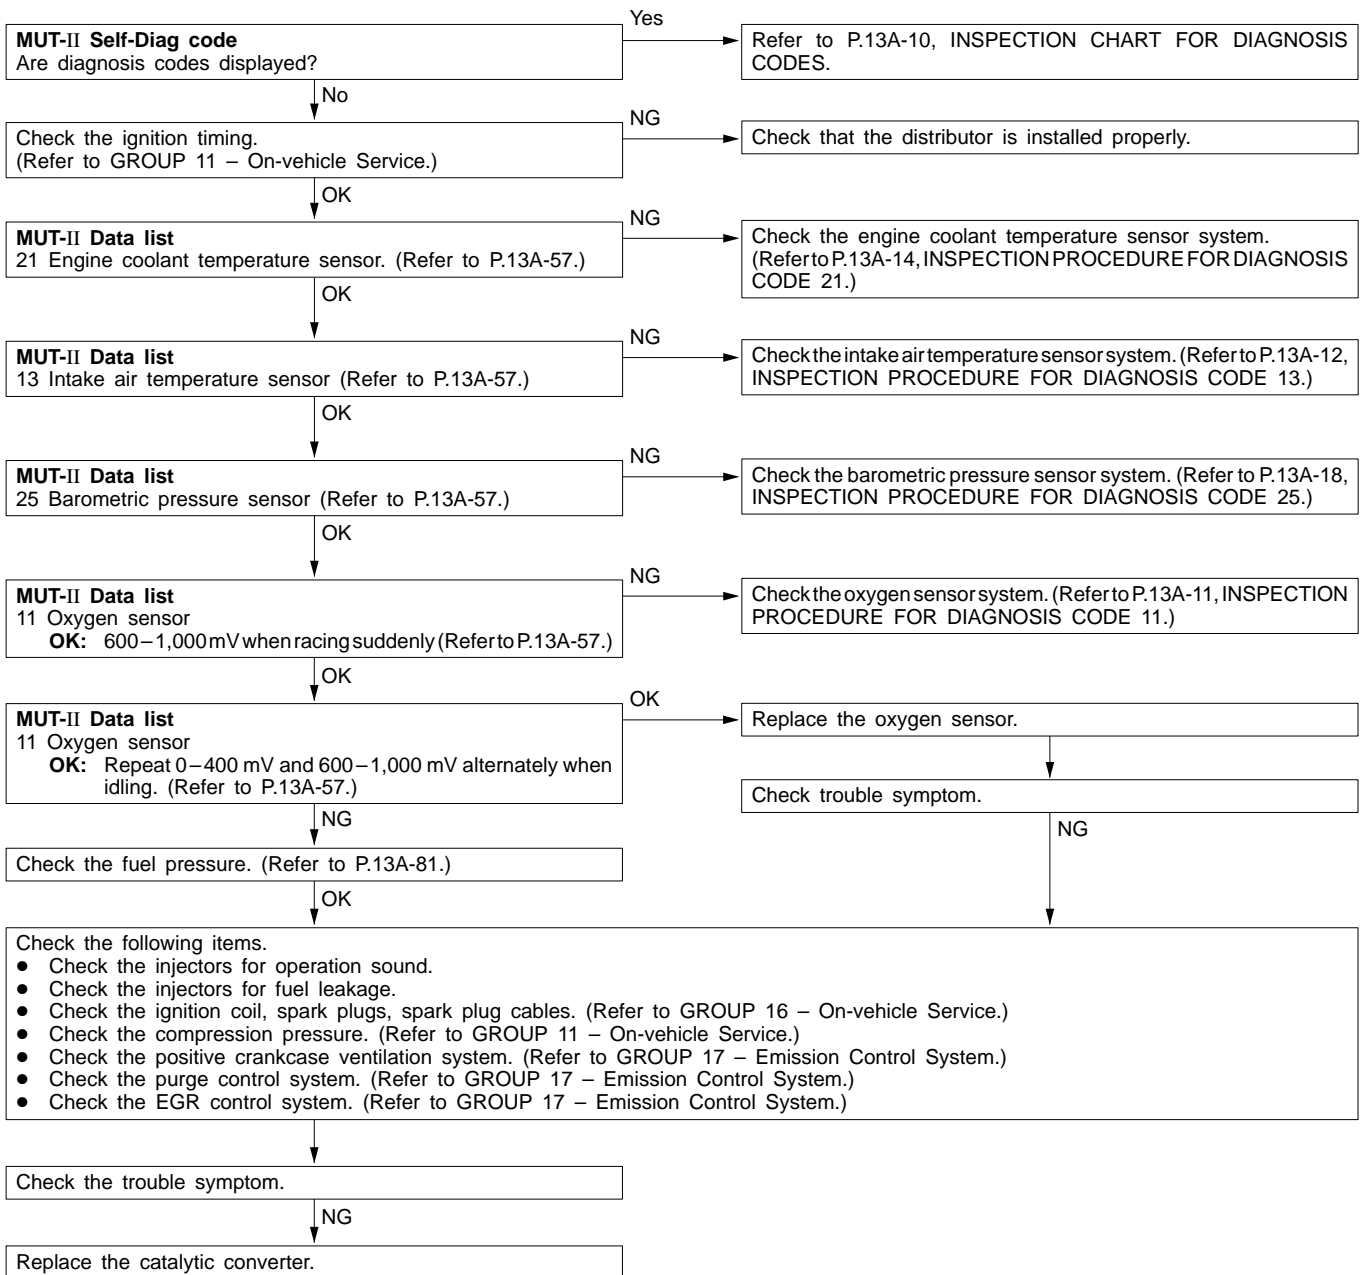 Yes
MUT-II Self-Diag code
Are diagnosis codes displayed?
Refer to P.13A-10, INSPECTION CHART FOR DIAGNOSIS
CODES.
No
Check the ignition timing.
(Refer to GROUP 11 – On-vehicle Service.)
NG
Check that the distributor is installed properly.
OK
MUT-II Data list
21 Engine coolant temperature sensor. (Refer to P.13A-57.)
NG
Check the engine coolant temperature sensor system.
(Refer to P.13A-14, INSPECTION PROCEDURE FOR DIAGNOSIS
CODE 21.)
OK
MUT-II Data list
13 Intake air temperature sensor (Refer to P.13A-57.)
NG
Check the intake air temperature sensor system. (Refer to P.13A-12,
INSPECTION PROCEDURE FOR DIAGNOSIS CODE 13.)
OK
MUT-II Data list
25 Barometric pressure sensor (Refer to P.13A-57.)
NG
Check the barometric pressure sensor system. (Refer to P.13A-18,
INSPECTION PROCEDURE FOR DIAGNOSIS CODE 25.)
OK
MUT-II Data list
11 Oxygen sensor
OK: 600–1,000 mV when racing suddenly (Refer to P.13A-57.)
NG
Check the oxygen sensor system. (Refer to P.13A-11, INSPECTION
PROCEDURE FOR DIAGNOSIS CODE 11.)
OK
MUT-II Data list
11 Oxygen sensor
OK: Repeat 0–400 mV and 600–1,000 mV alternately when
idling. (Refer to P.13A-57.)
OK
Replace the oxygen sensor.
Check trouble symptom.
NG
NG
Check the fuel pressure. (Refer to P.13A-81.)
OK
Check the following items.
● Check the injectors for operation sound.
● Check the injectors for fuel leakage.
● Check the ignition coil, spark plugs, spark plug cables. (Refer to GROUP 16 – On-vehicle Service.)
● Check the compression pressure. (Refer to GROUP 11 – On-vehicle Service.)
● Check the positive crankcase ventilation system. (Refer to GROUP 17 – Emission Control System.)
● Check the purge control system. (Refer to GROUP 17 – Emission Control System.)
● Check the EGR control system. (Refer to GROUP 17 – Emission Control System.)
Check the trouble symptom.
NG
Replace the catalytic converter.